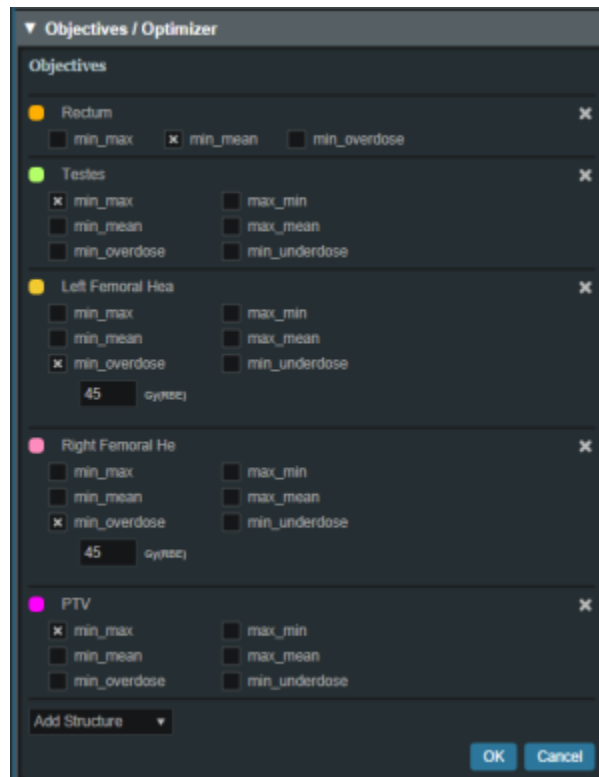 Objectives / Optimizer
Objectives
Rectum
min_max min_mean min_overdose
Testes
min_max max_min
min_mean max_mean
min_overdose min_underdose
Left Femoral Hea
min_max max_min
min_mean max_mean
min_overdose min_underdose
45 Gy(RBE)
Right Femoral He
min_max max_min
min_mean max_mean
min_overdose min_underdose
45 Gy(RBE)
PTV
min_max max_min
min_mean max_mean
min_overdose min_underdose
Add Structure
OK Cancel